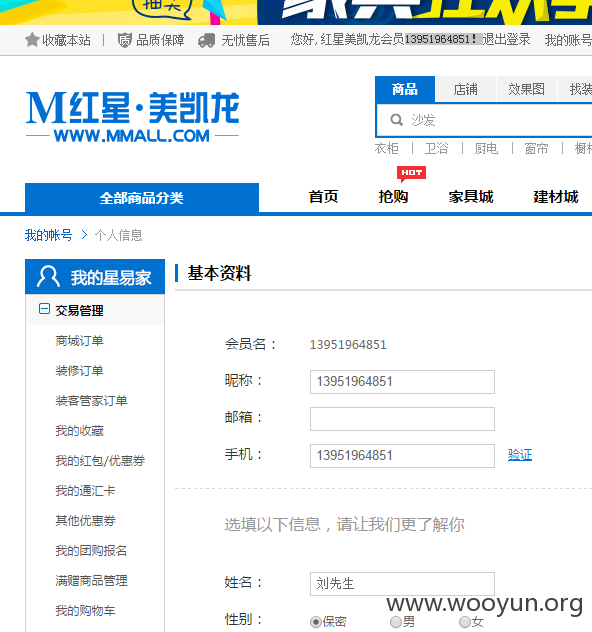 抽奖
家具狂欢
收藏本站 | 品质保障 无忧售后 您好, 红星美凯龙会员13951964851！退出登录 我的账号
M红星·美凯龙
WWW.MMALL.COM
商品 店铺 效果图 找装
沙发
衣柜 | 卫浴 | 厨电 | 窗帘 | 橱柜
HOT
全部商品分类 首页 抢购 家具城 建材城
我的帐号 > 个人信息
我的星易家
基本资料
交易管理
会员名： 13951964851
商城订单
昵称： 13951964851
装修订单
装客管家订单
邮箱：
我的收藏
手机： 13951964851 验证
我的红包/优惠券
我的通汇卡
其他优惠券
选填以下信息，请让我们更了解你
我的团购报名
满赠商品管理
姓名： 刘先生
我的购物车
性别： 保密 男 女
www.wooyun.org